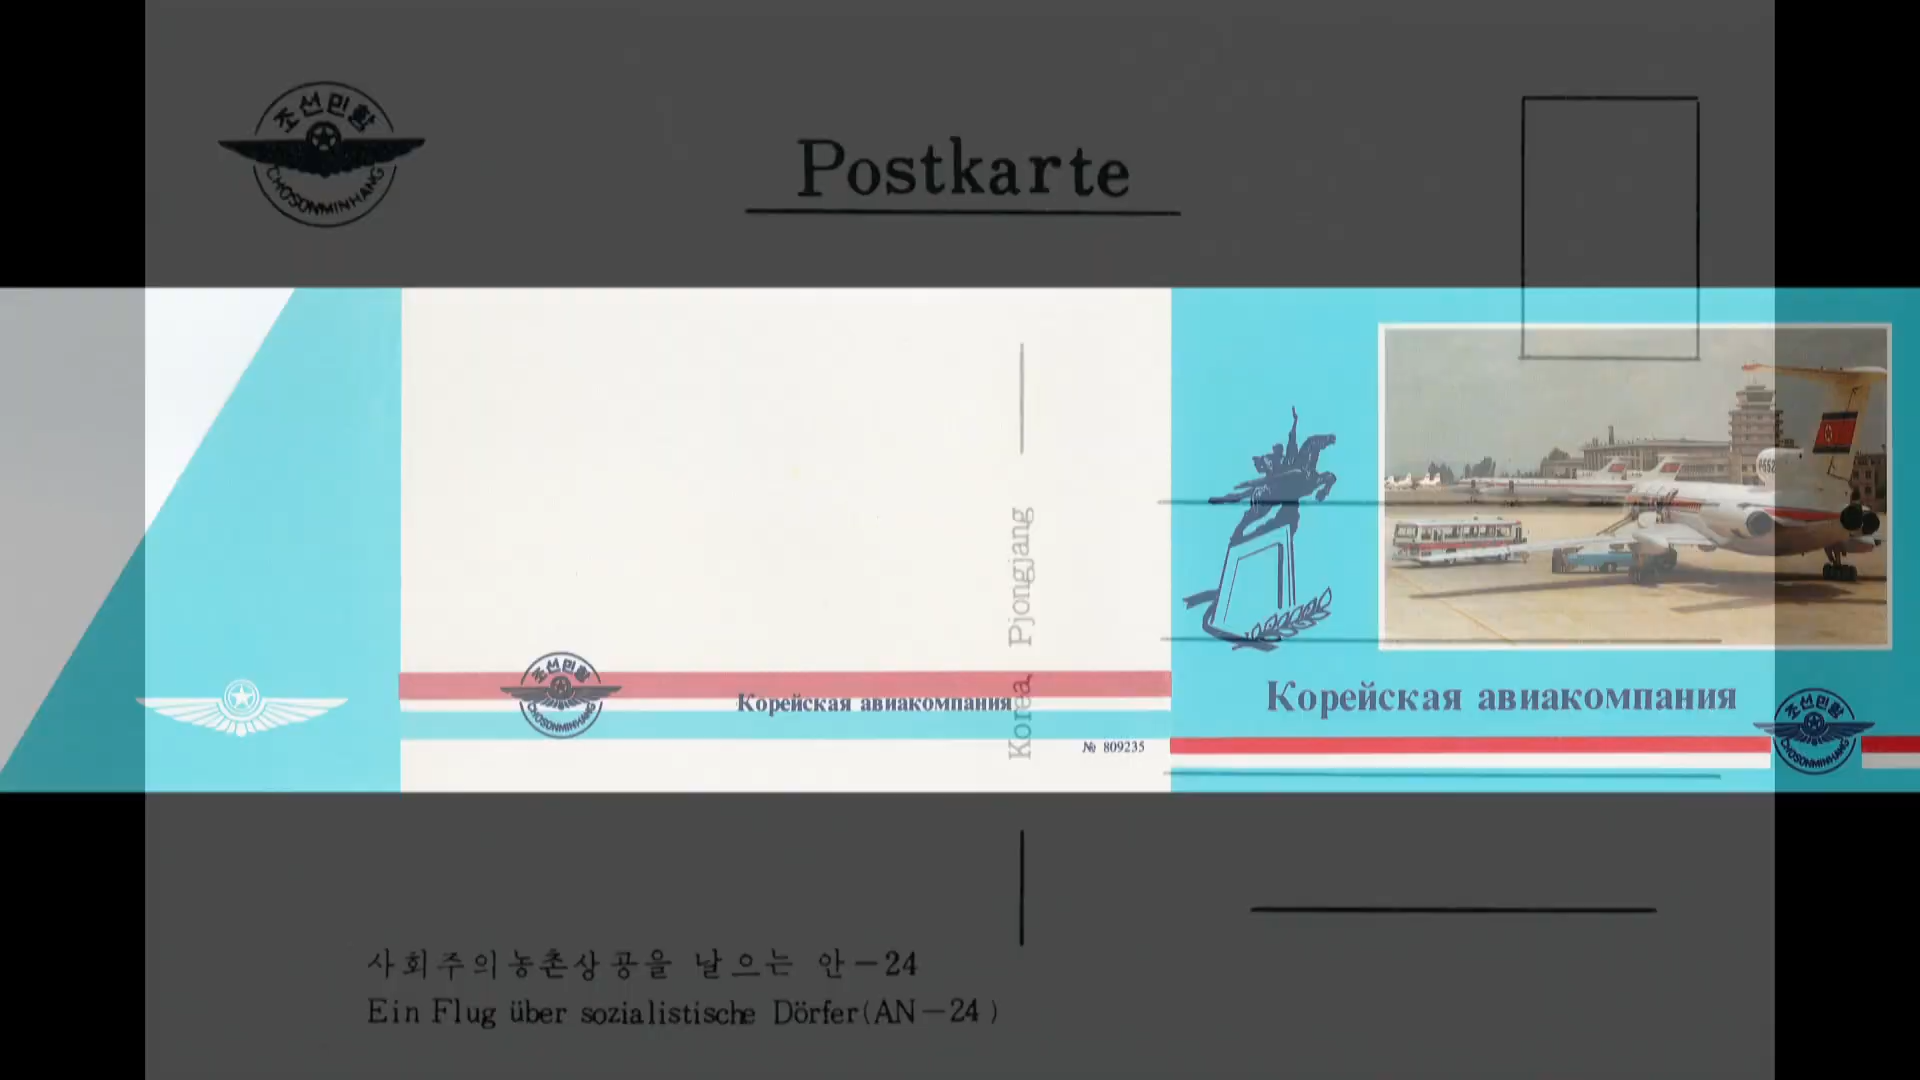 조선민항
CHOSONMINHANG
Postkarte
P-552
Korea Pjongjang
조선민항
CHOSONMINHANG
Корейская авиакомпания
№ 809235
Корейская авиакомпания
조선민항
CHOSONMINHANG
사회주의농촌상공을 날으는 안-24
Ein Flug über sozialistische Dörfer(AN-24)